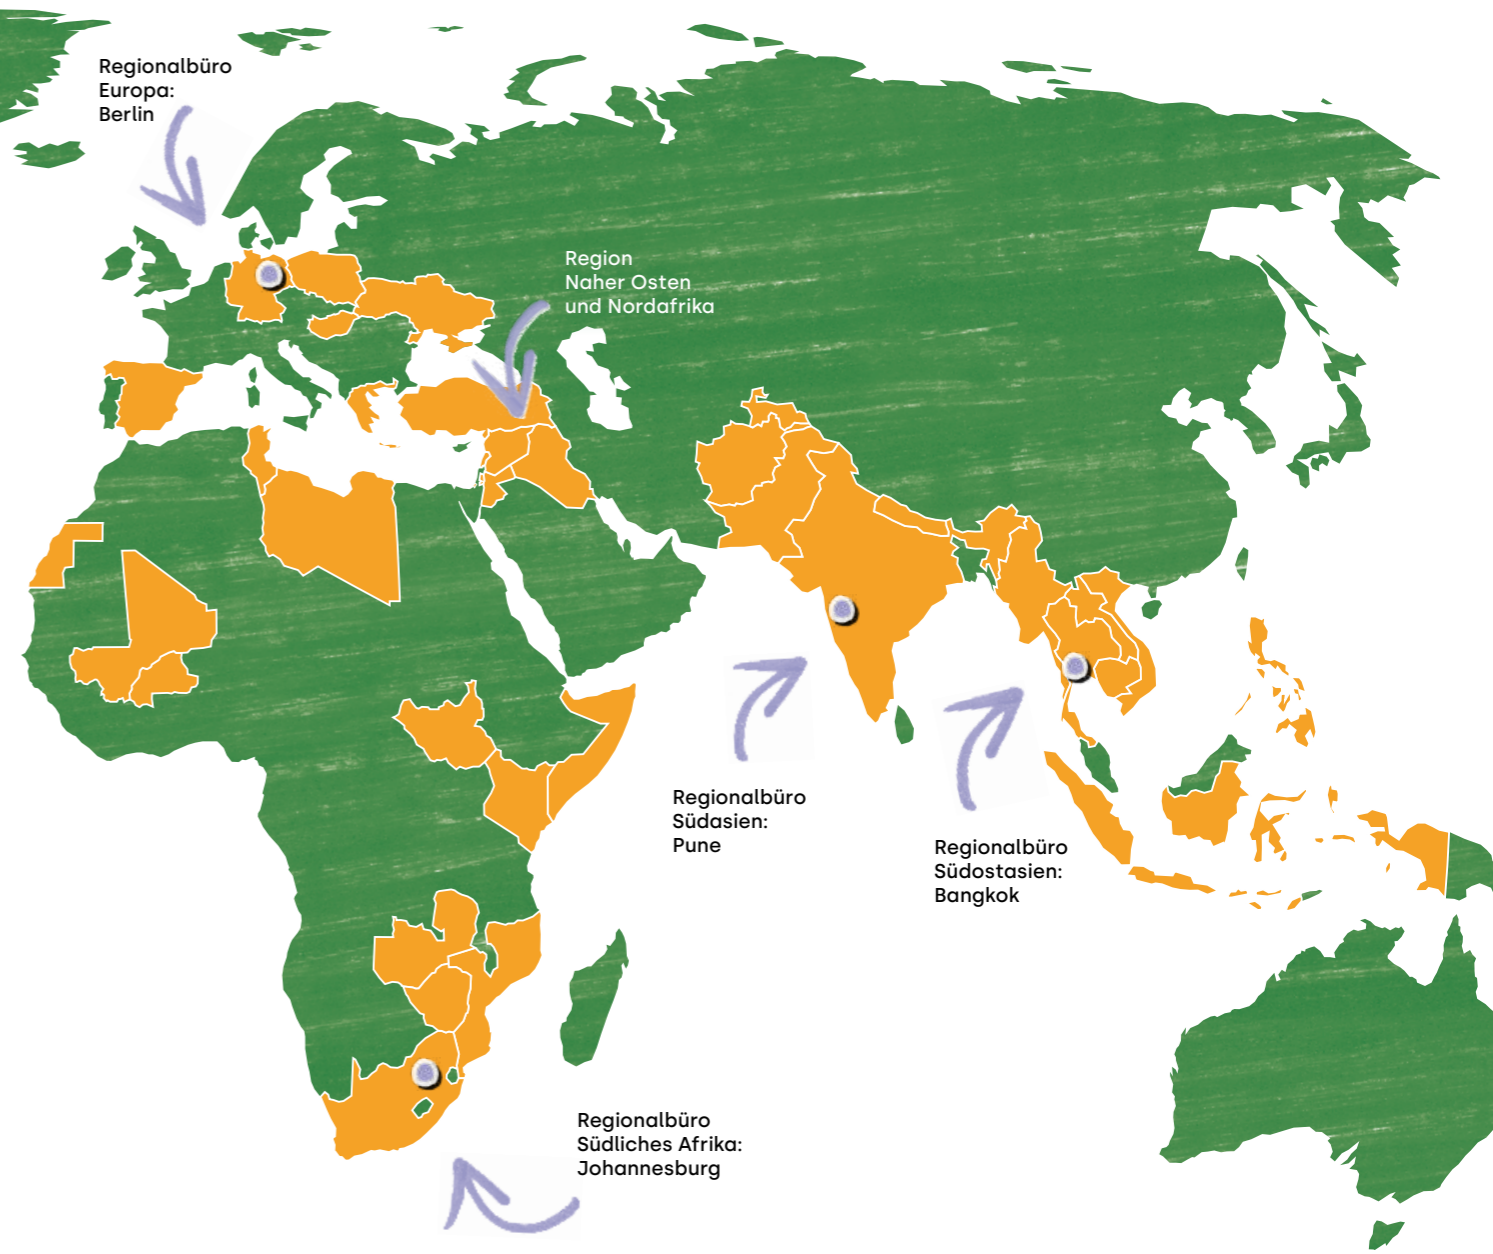 Regionalbüro
Europa:
Berlin
Region
Naher Osten
und Nordafrika
Regionalbüro
Südasien:
Pune
Regionalbüro
Südostasien:
Bangkok
Regionalbüro
Südliches Afrika:
Johannesburg